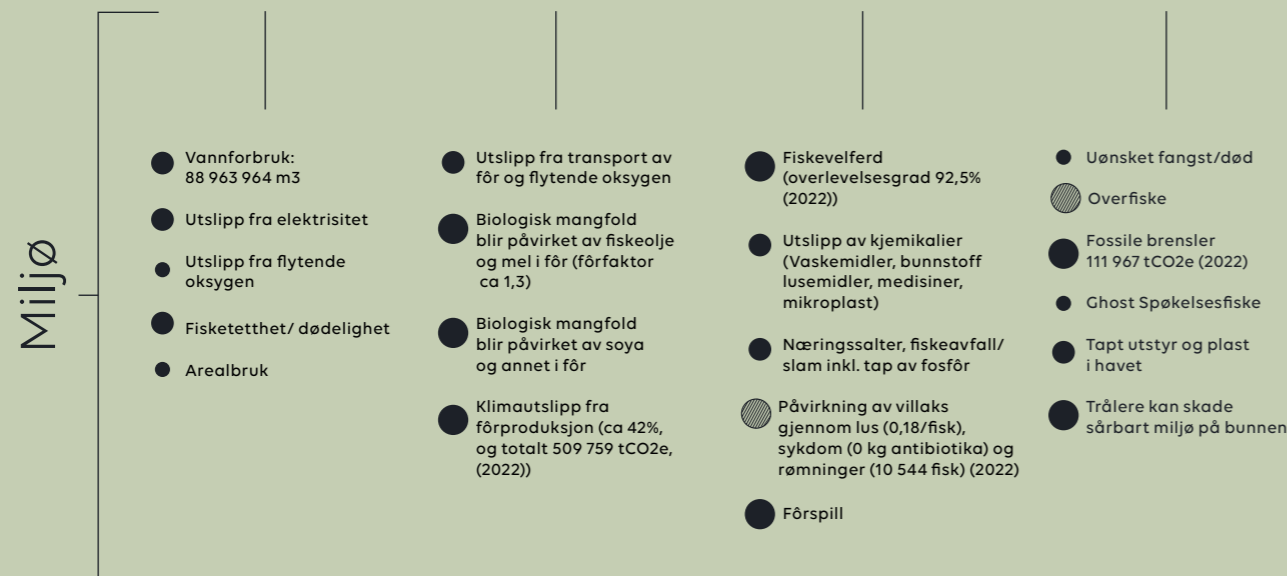 Miljø
Vannforbruk:
88 963 964 m3
Utslipp fra elektrisitet
Utslipp fra flytende
oksygen
Fisketetthet/ dødelighet
Arealbruk
Utslipp fra transport av
fôr og flytende oksygen
Biologisk mangfold
blir påvirket av fiskeolje
og mel i fôr (fôrfaktor
ca 1,3)
Biologisk mangfold
blir påvirket av soya
og annet i fôr
Klimautslipp fra
fôrproduksjon (ca 42%,
og totalt 509 759 tCO2e,
(2022))
Fiskevelferd
(overlevelsesgrad 92,5%
(2022))
Utslipp av kjemikalier
(Vaskemidler, bunnstoff
lusemidler, medisiner,
mikroplast)
Næringssalter, fiskeavfall/
slam inkl. tap av fosfôr
Påvirkning av villaks
gjennom lus (0,18/fisk),
sykdom (0 kg antibiotika) og
rømninger (10 544 fisk) (2022)
Fôrspill
Uønsket fangst/død
Overfiske
Fossile brensler
111 967 tCO2e (2022)
Ghost Spøkelsesfiske
Tapt utstyr og plast
i havet
Trålere kan skade
sårbart miljø på bunnen